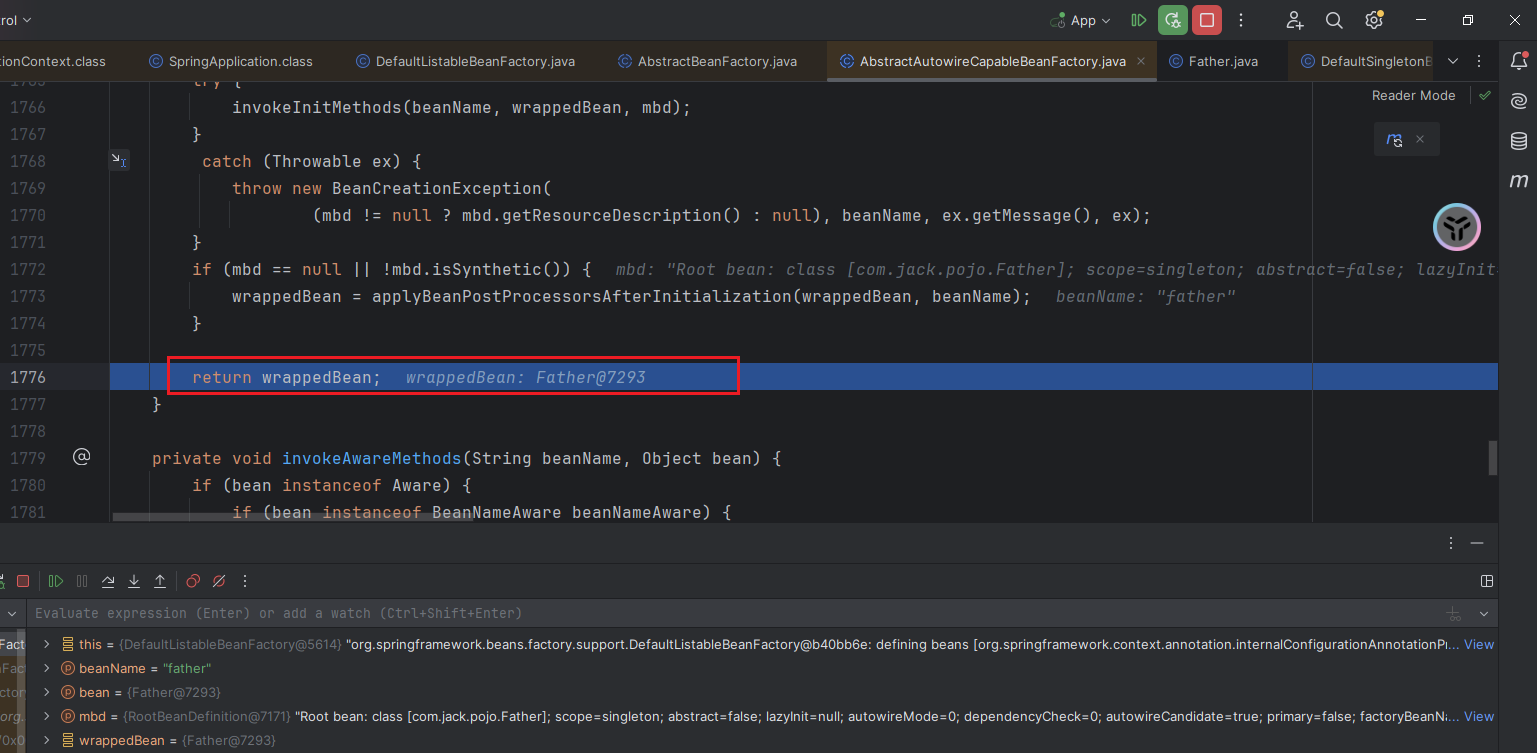 rol
App
tionContext.class SpringApplication.class DefaultListableBeanFactory.java AbstractBeanFactory.java AbstractAutowireCapableBeanFactory.java Father.java DefaultSingletonB
Reader Mode
1765 try {
1766 invokeInitMethods(beanName, wrappedBean, mbd);
1767 }
1768 catch (Throwable ex) {
1769 throw new BeanCreationException(
1770 (mbd != null ? mbd.getResourceDescription() : null), beanName, ex.getMessage(), ex);
1771 }
1772 if (mbd == null || !mbd.isSynthetic()) { mbd: "Root bean: class [com.jack.pojo.Father]; scope=singleton; abstract=false; lazyInit=
1773 wrappedBean = applyBeanPostProcessorsAfterInitialization(wrappedBean, beanName); beanName: "father"
1774 }
1775
1776 return wrappedBean; wrappedBean: Father@7293
1777 }
1778
1779 @ private void invokeAwareMethods(String beanName, Object bean) {
1780 if (bean instanceof Aware) {
1781 if (bean instanceof BeanNameAware beanNameAware) {
Evaluate expression (Enter) or add a watch (Ctrl+Shift+Enter)
this = {DefaultListableBeanFactory@5614} "org.springframework.beans.factory.support.DefaultListableBeanFactory@b40bb6e: defining beans [org.springframework.context.annotation.internalConfigurationAnnotationPr... View
beanName = "father"
bean = {Father@7293}
mbd = {RootBeanDefinition@7171} "Root bean: class [com.jack.pojo.Father]; scope=singleton; abstract=false; lazyInit=null; autowireMode=0; dependencyCheck=0; autowireCandidate=true; primary=false; factoryBeanNa... View
wrappedBean = {Father@7293}